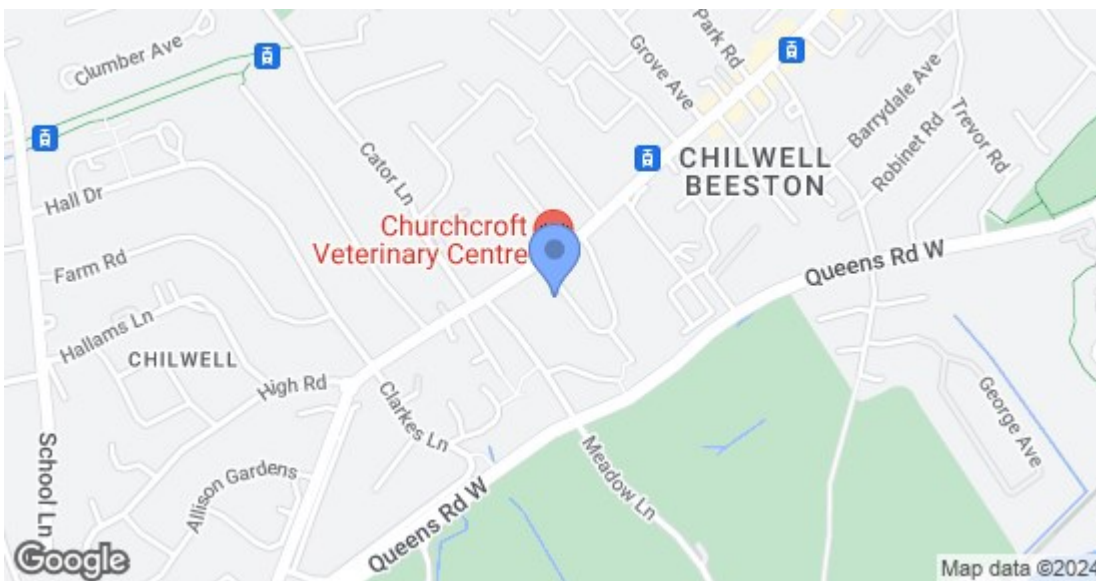 Clumber Ave
Park Rd
Grove Ave
Barrydale Ave
Robinet Rd
Trevor Rd
CHILWELL
BEESTON
Cator Ln
Hall Dr
Churchcroft
Veterinary Centre
Queens Rd W
Farm Rd
Hallams Ln
CHILWELL
High Rd
Clarkes Ln
George Ave
School Ln
Allison Gardens
Meadow Ln
Queens Rd W
Google
Map data ©2024